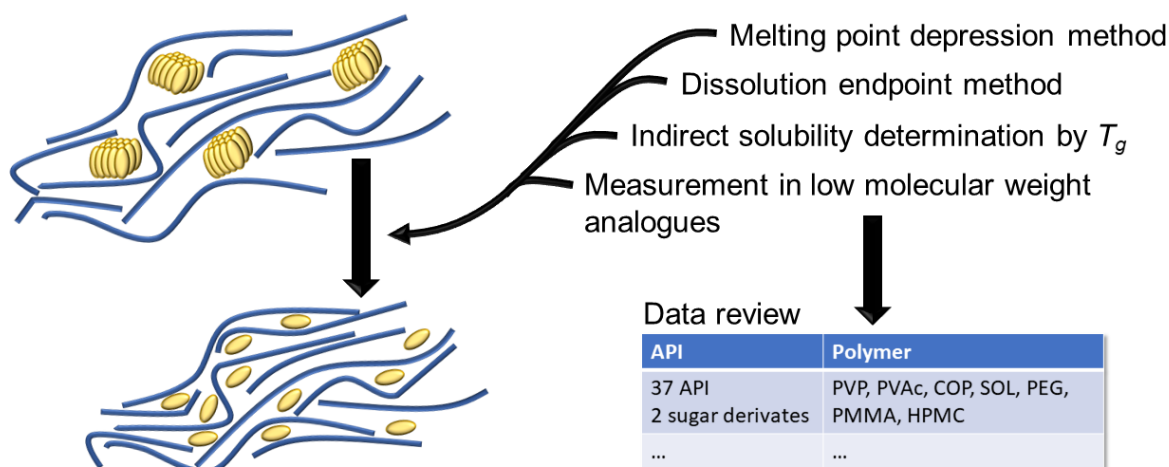 Melting point depression method
Dissolution endpoint method
Indirect solubility determination by Tg
Measurement in low molecular weight
analogues
Data review
API Polymer
37 API PVP, PVAc, COP, SOL, PEG,
2 sugar derivates PMMA, HPMC
... ...